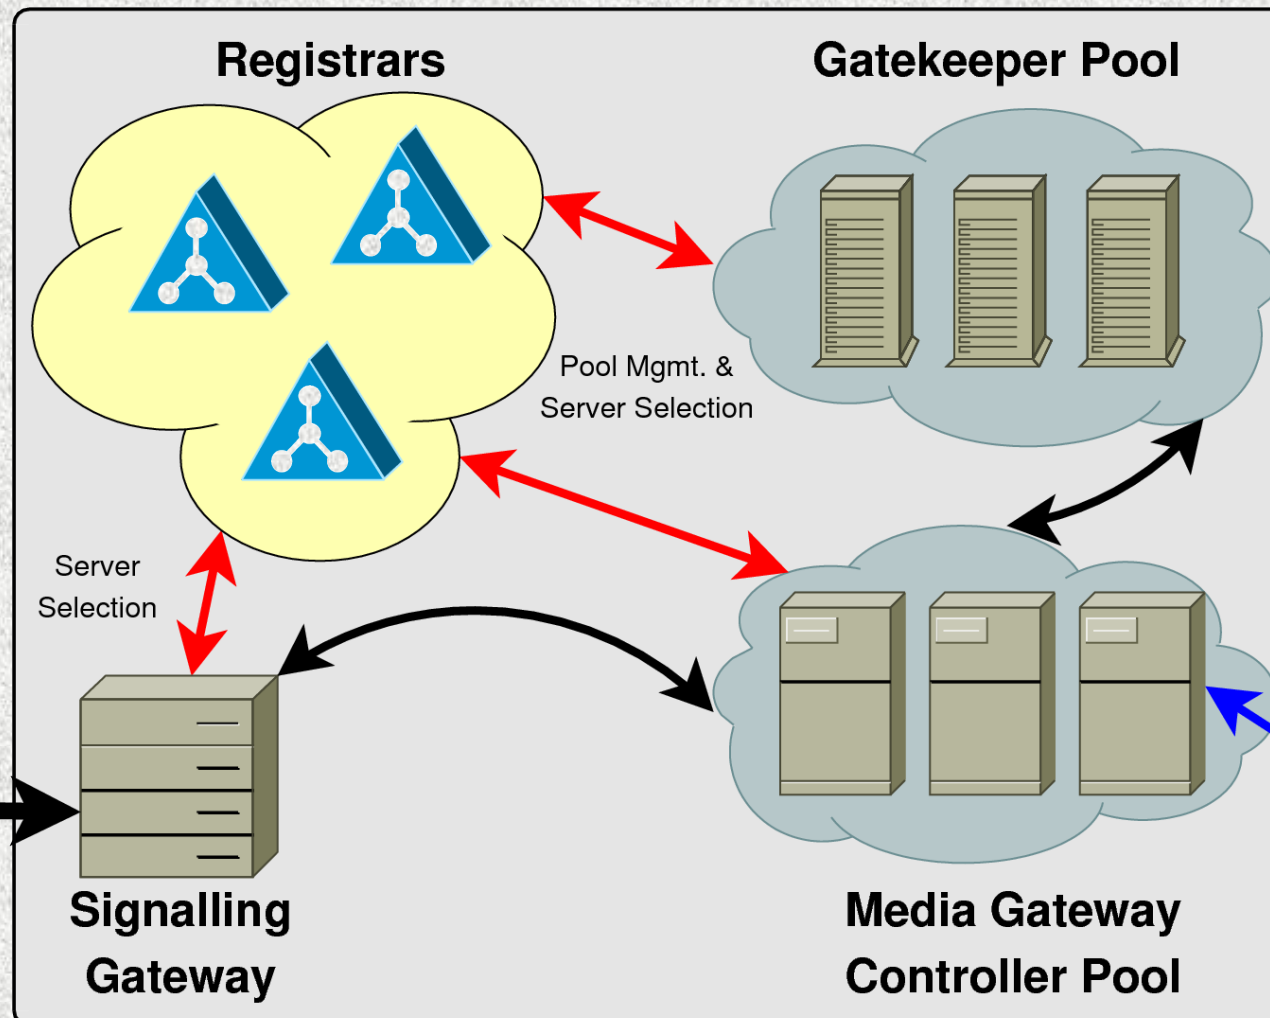 Registrars
Gatekeeper Pool
Pool Mgmt. &
Server Selection
Server
Selection
Signalling
Gateway
Media Gateway
Controller Pool